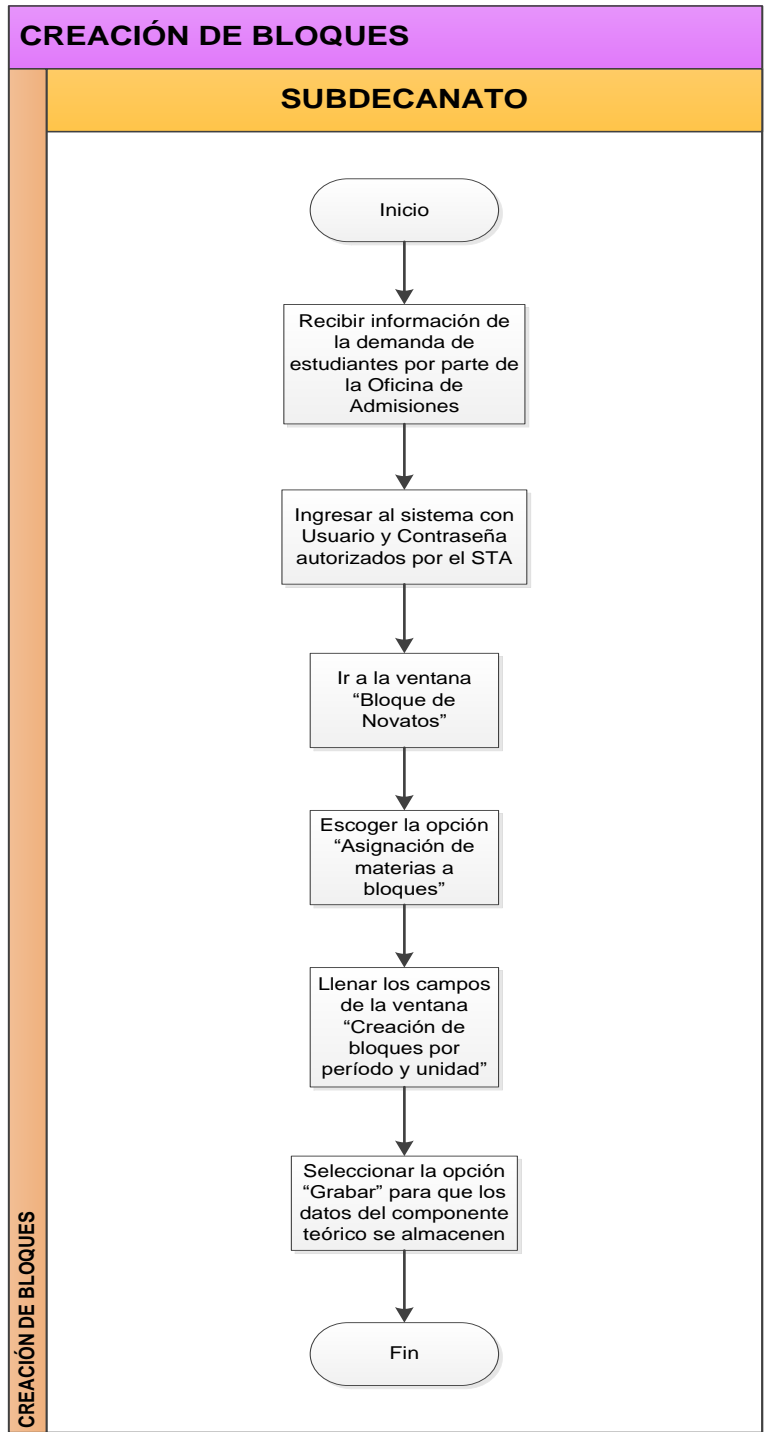 CREACIÓN DE BLOQUES
SUBDECANATO
Inicio
Recibir información de
la demanda de
estudiantes por parte de
la Oficina de
Admisiones
Ingresar al sistema con
Usuario y Contraseña
autorizados por el STA
Ir a la ventana
“Bloque de
Novatos”
Escoger la opción
“Asignación de
materias a
bloques”
Llenar los campos
de la ventana
“Creación de
bloques por
período y unidad”
Seleccionar la opción
“Grabar” para que los
datos del componente
teórico se almacenen
Fin
CREACIÓN DE BLOQUES